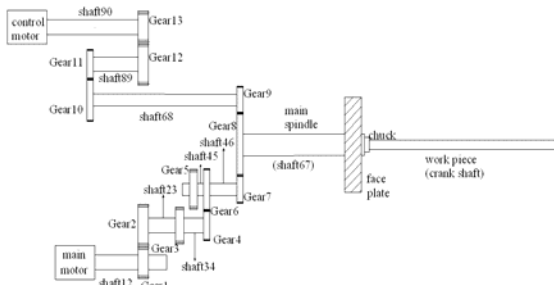 shaft90
control
motor
Gear13
Gear11
Gear12
shaft89
Gear10
shaft68
Gear9
Gear8
main
spindle
shaft46
(shaft67)
chuck
work piece
(crank shaft)
face
plate
shaft45
Gear5
shaft23
Gear7
Gear6
Gear2
Gear3
Gear4
shaft34
main
motor
shaft12
Gear1